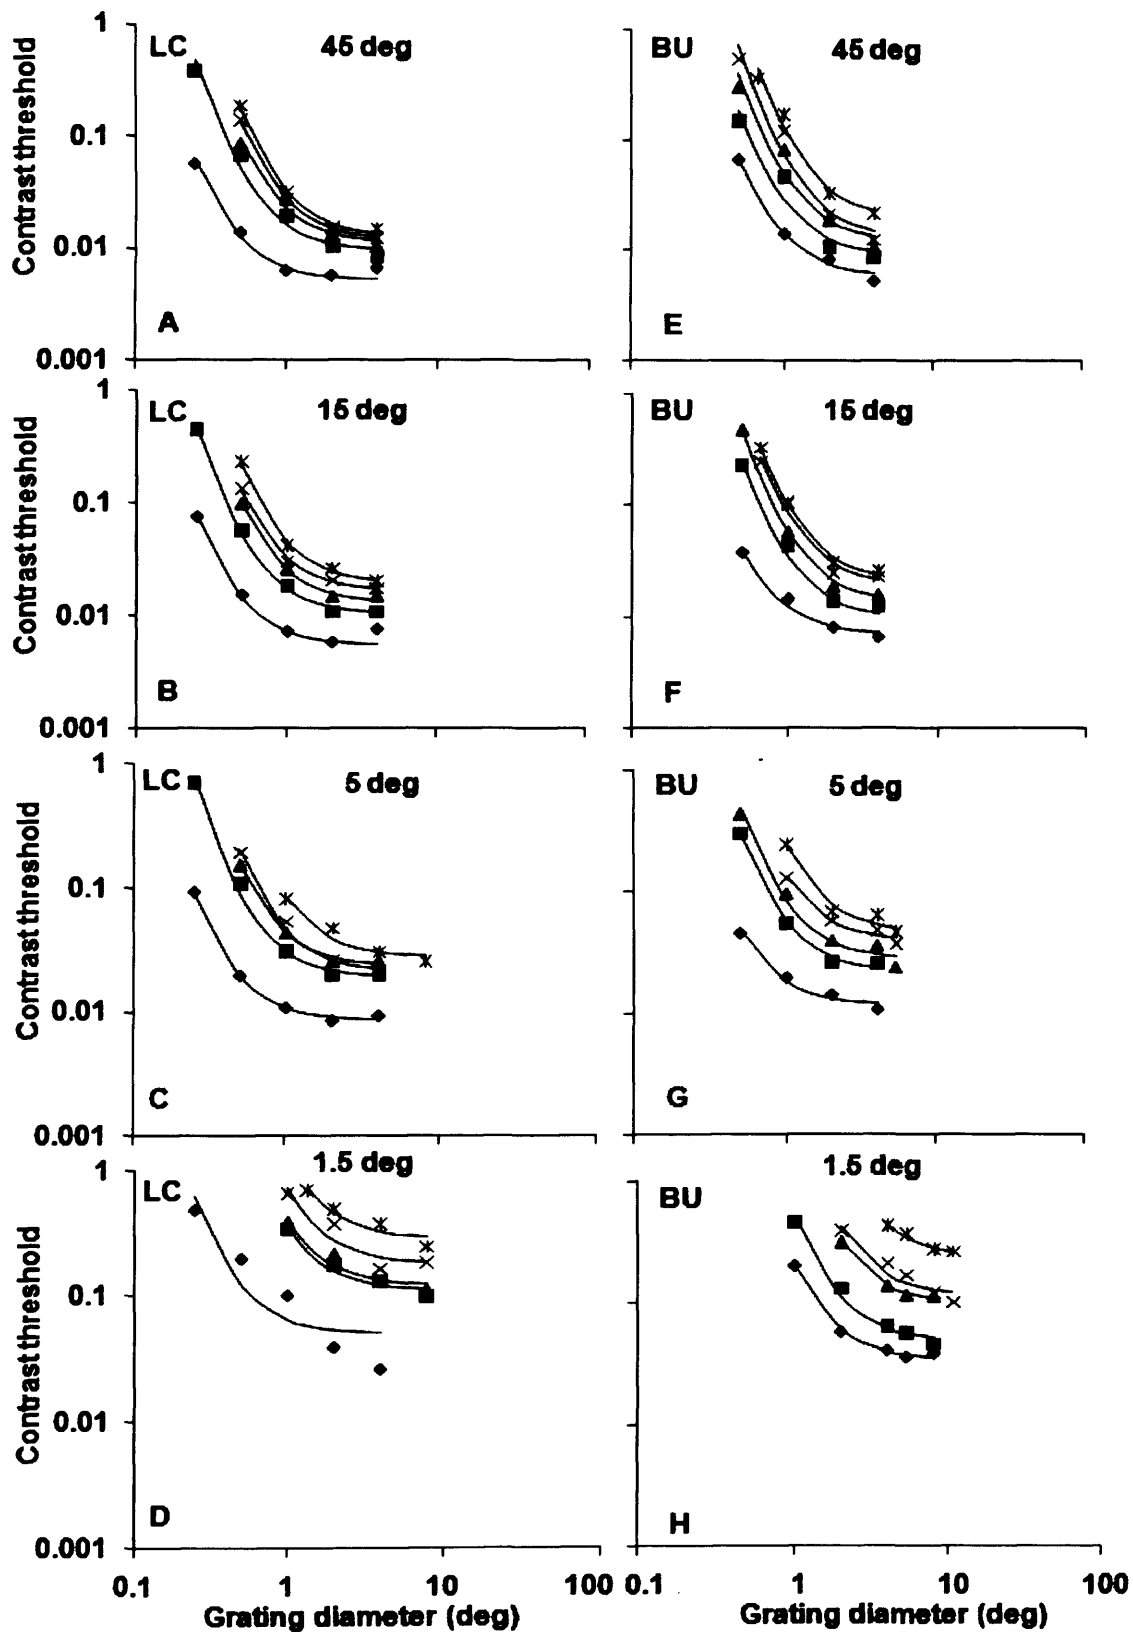 1
LC
45 deg
BU
45 deg
0.1
Contrast threshold
0.01
A
E
0.001
1
LC
15 deg
BU
15 deg
0.1
Contrast threshold
0.01
B
F
0.001
1
LC
5 deg
BU
5 deg
0.1
Contrast threshold
0.01
C
G
0.001
1.5 deg
1.5 deg
1
LC
BU
0.1
Contrast threshold
0.01
D
H
0.001
0.1 1 10 100 0.1 1 10 100
Grating diameter (deg)
Grating diameter (deg)